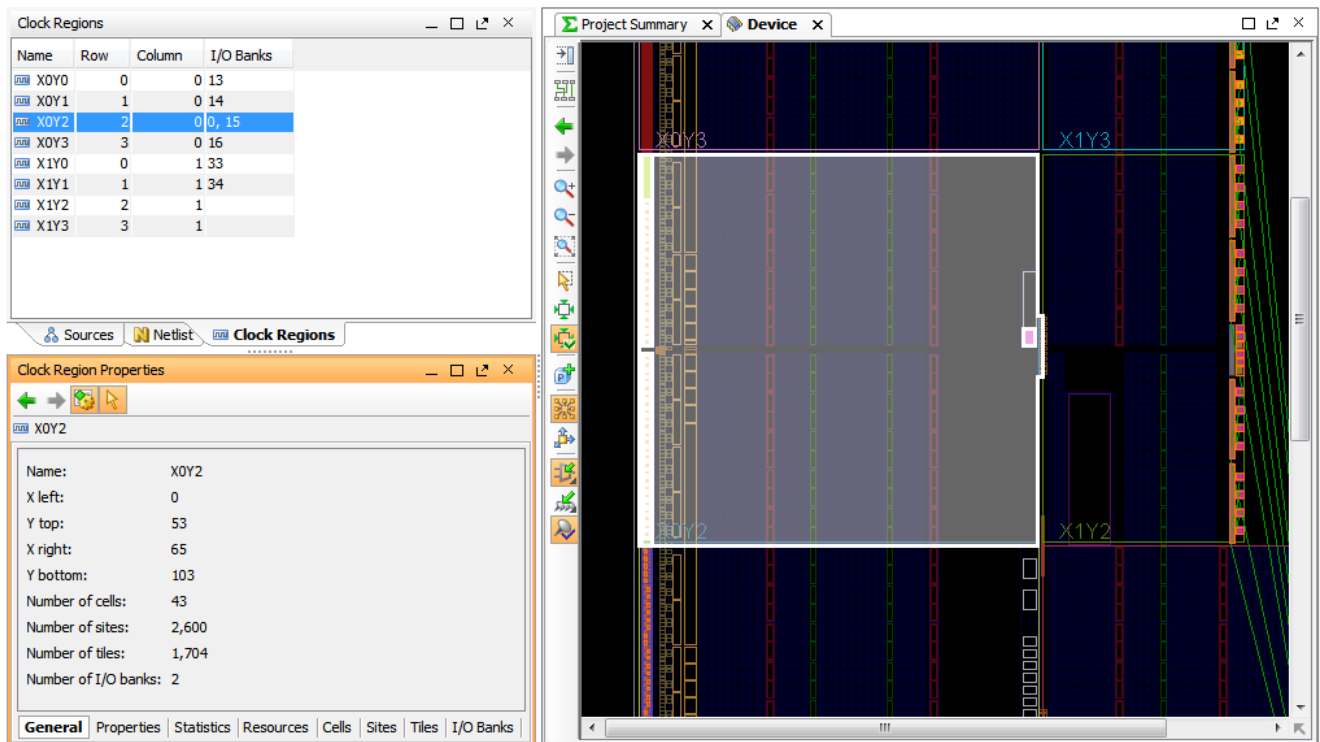 Clock Regions
Name Row Column I/O Banks
X0Y0 0 0 13
X0Y1 1 0 14
X0Y2 2 0 0, 15
X0Y3 3 0 16
X1Y0 0 1 33
X1Y1 1 1 34
X1Y2 2 1
X1Y3 3 1
Sources Netlist Clock Regions
Clock Region Properties
X0Y2
Name: X0Y2
X left: 0
Y top: 53
X right: 65
Y bottom: 103
Number of cells: 43
Number of sites: 2,600
Number of tiles: 1,704
Number of I/O banks: 2
General Properties Statistics Resources Cells Sites Tiles I/O Banks
Project Summary Device
X0Y3 X1Y3
X0Y2 X1Y2